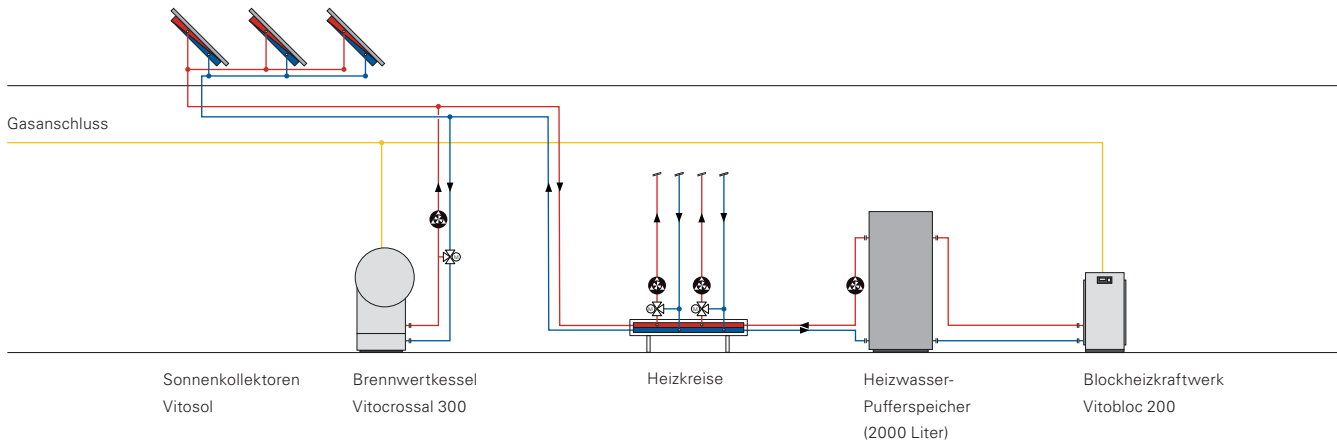 Gasanschluss
Sonnenkollektoren
Vitosol
Brennwertkessel
Vitocrossal 300
Heizkreise
Heizwasser-
Pufferspeicher
(2000 Liter)
Blockheizkraftwerk
Vitobloc 200